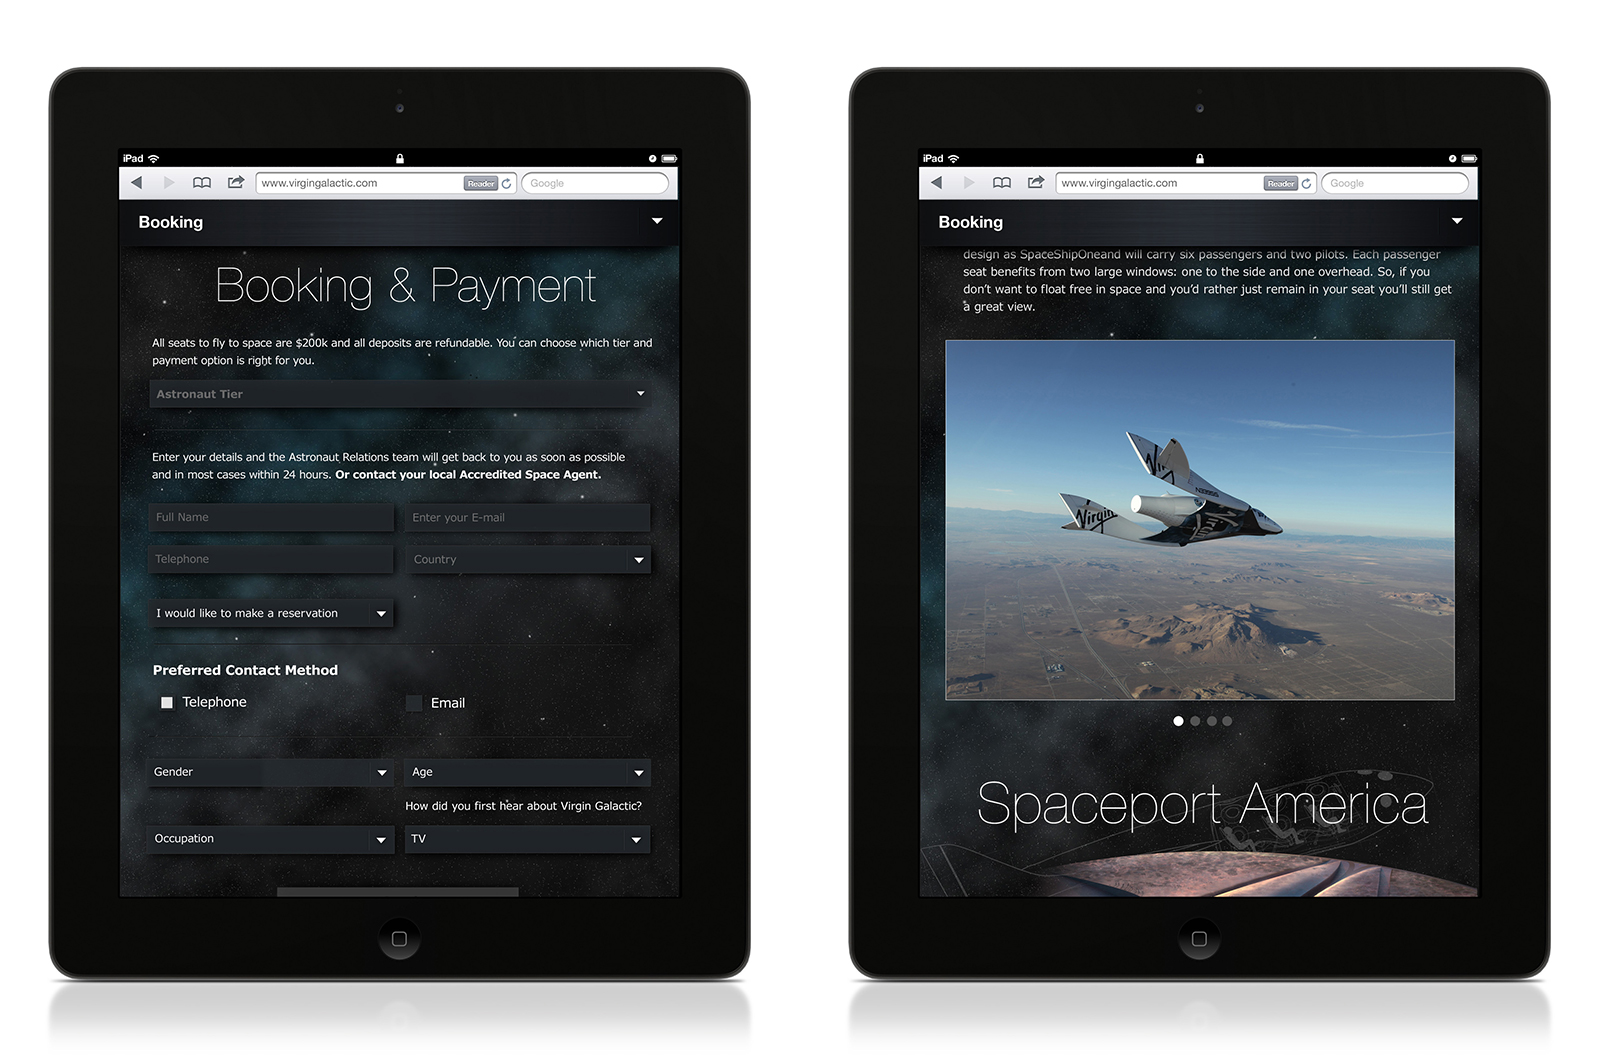 iPad
www.virgingalactic.com
Reader
Google
Booking
Booking & Payment
All seats to fly to space are $200k and all deposits are refundable. You can choose which tier and
payment option is right for you.
Astronaut Tier
Enter your details and the Astronaut Relations team will get back to you as soon as possible
and in most cases within 24 hours. Or contact your local Accredited Space Agent.
Full Name
Enter your E-mail
Telephone
Country
I would like to make a reservation
Preferred Contact Method
Telephone
Email
Gender
Age
How did you first hear about Virgin Galactic?
Occupation
TV
iPad
www.virgingalactic.com
Reader
Google
Booking
design as SpaceShipOneand will carry six passengers and two pilots. Each passenger
seat benefits from two large windows: one to the side and one overhead. So, if you
don’t want to float free in space and you’d rather just remain in your seat you’ll still get
a great view.
Virgin
Virgin
Spaceport America